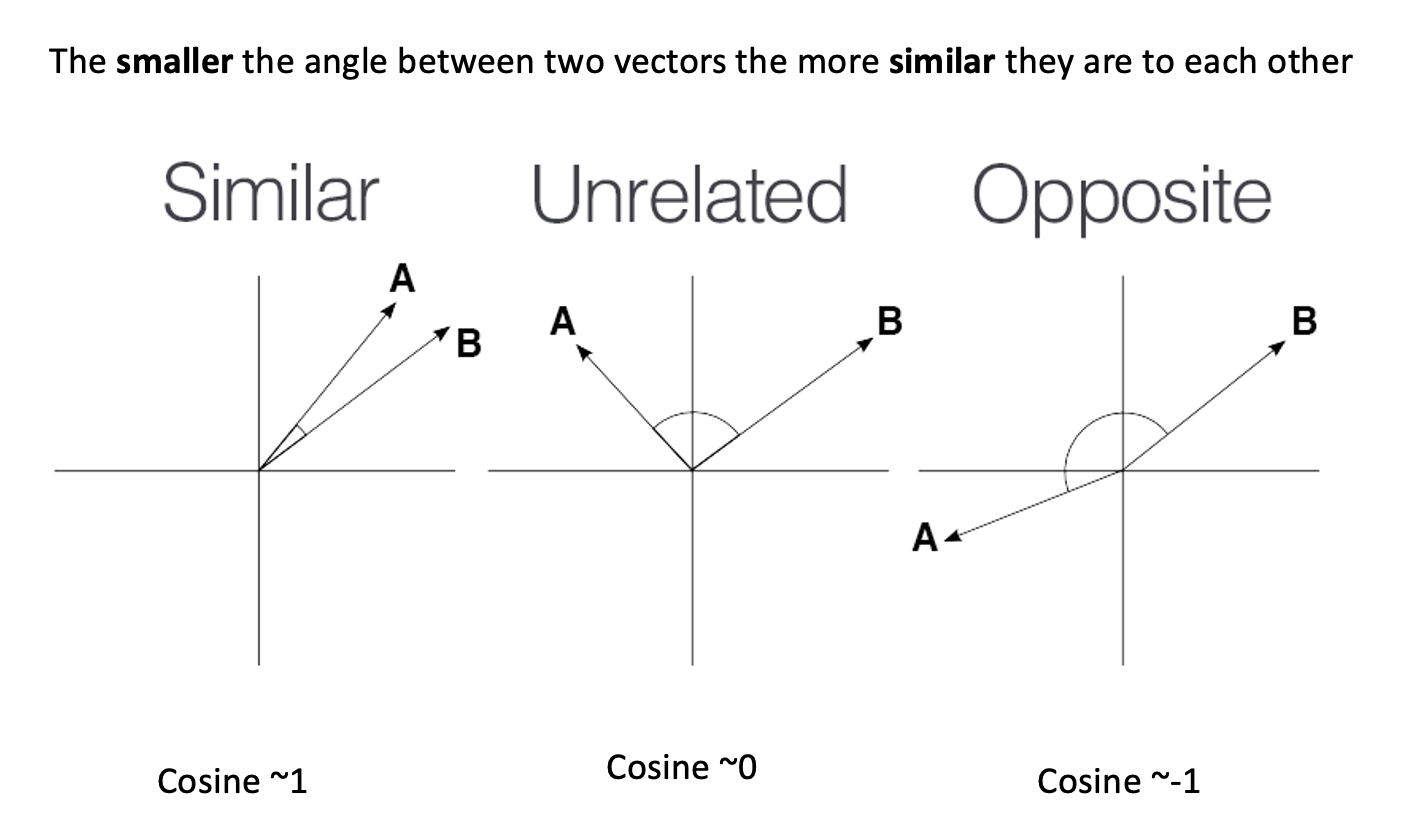 The smaller the angle between two vectors the more similar they are to each other
Similar
Unrelated
Opposite
A
B
A
B
B
A
Cosine ~1
Cosine ~0
Cosine ~-1